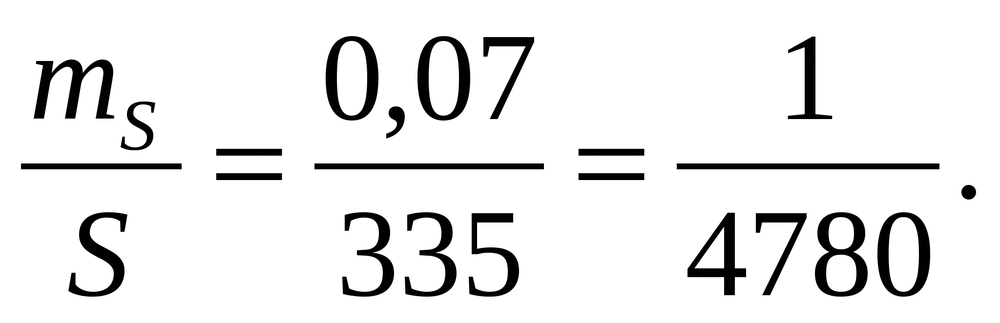 m_S/S = 0,07/335 = 1/4780.